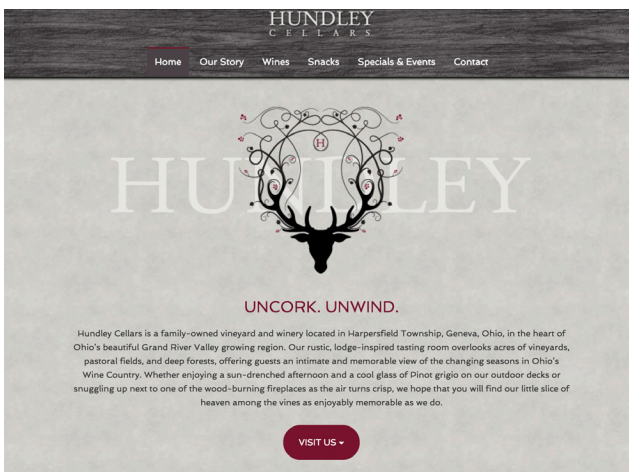 HUNDLEY
CELLARS
Home Our Story Wines Snacks Specials & Events Contact
H
HUNDLEY
UNCORK. UNWIND.
Hundley Cellars is a family-owned vineyard and winery located in Harpersfield Township, Geneva, Ohio, in the heart of
Ohio's beautiful Grand River Valley growing region. Our rustic, lodge-inspired tasting room overlooks acres of vineyards,
pastoral fields, and deep forests, offering guests an intimate and memorable view of the changing seasons in Ohio's
Wine Country. Whether enjoying a sun-drenched afternoon and a cool glass of Pinot grigio on our outdoor decks or
snuggling up next to one of the wood-burning fireplaces as the air turns crisp, we hope that you will find our little slice of
heaven among the vines as enjoyably memorable as we do.
VISIT US